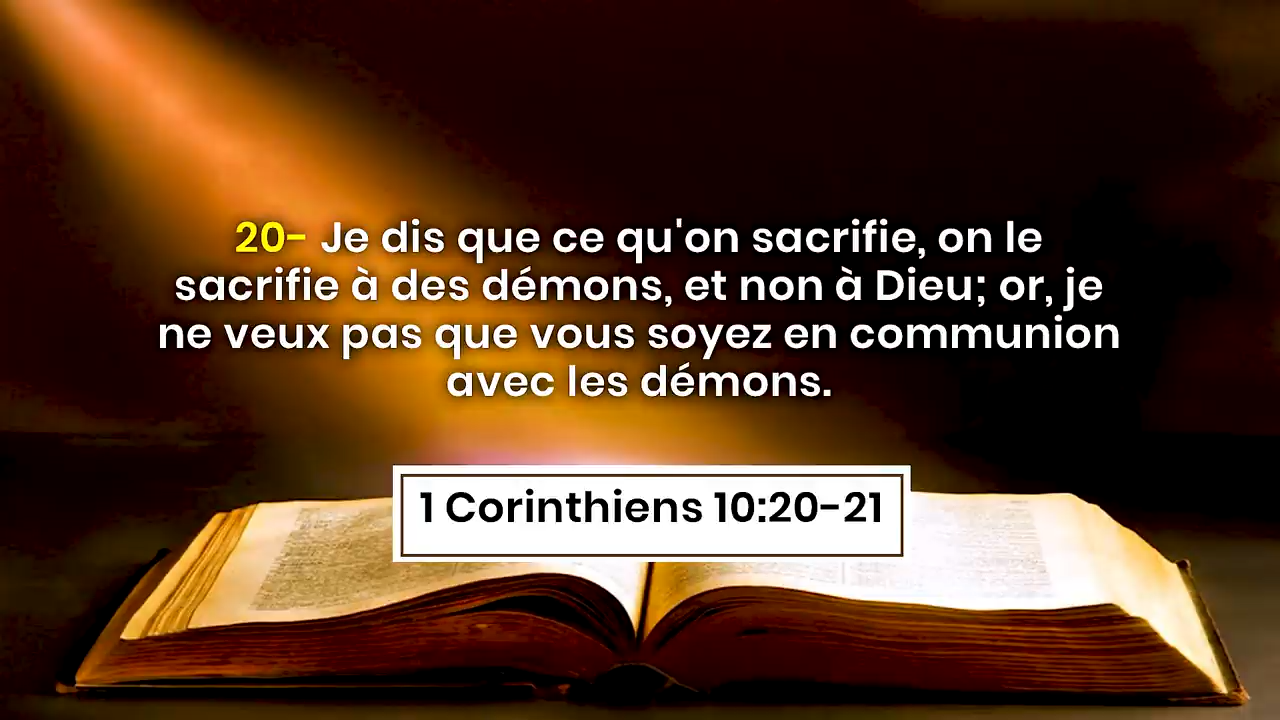 20- Je dis que ce qu'on sacrifie, on le
sacrifie à des démons, et non à Dieu; or, je
ne veux pas que vous soyez en communion
avec les démons.
1 Corinthiens 10:20-21